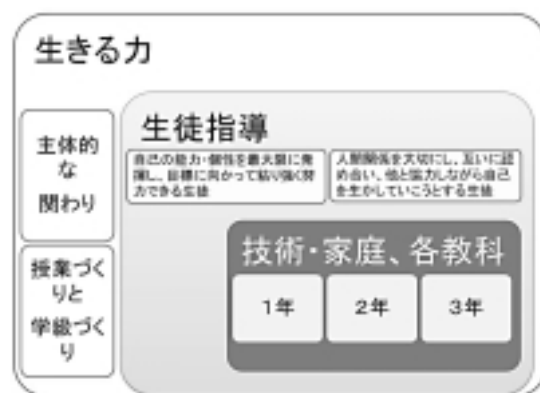 生きる力
主体的
な
関わり
授業づく
りと
学級づく
り
生徒指導
自己の能力・個性を最大限に発
揮し、目標に向かって粘り強く努
力できる生徒
人間関係を大切にし、互いに認
め合い、他と協力しながら自己
を生かしていこうとする生徒
技術・家庭、各教科
1年
2年
3年